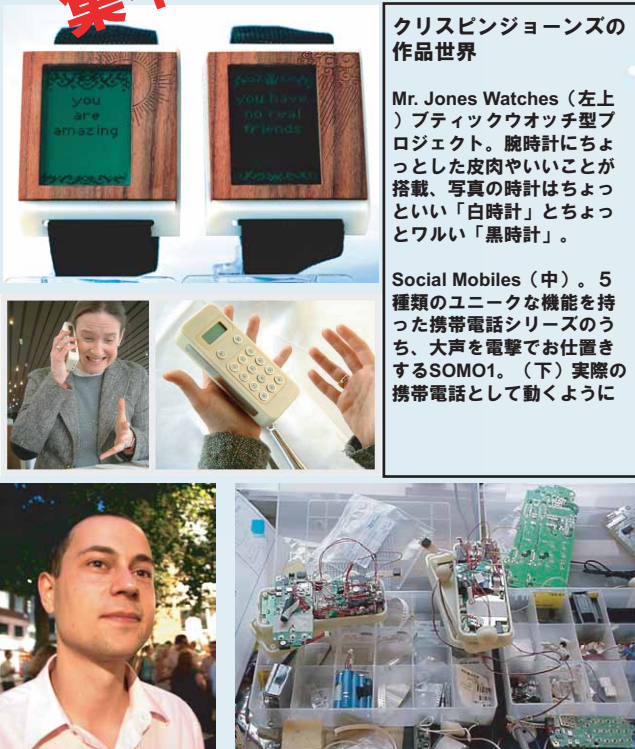 集中
you
are
amazing
you have
no real
friends
クリスピンジョーンズの
作品世界
Mr. Jones Watches（左上
）ブティックウオッチ型プ
ロジェクト。腕時計にちょ
っとした皮肉やいいことが
搭載、写真の時計はちょっ
といい「白時計」とちょっ
とワルい「黒時計」。
Social Mobiles（中）。５
種類のユニークな機能を持
った携帯電話シリーズのう
ち、大声を電撃でお仕置き
するSOMO1。（下）実際の
携帯電話として動くように